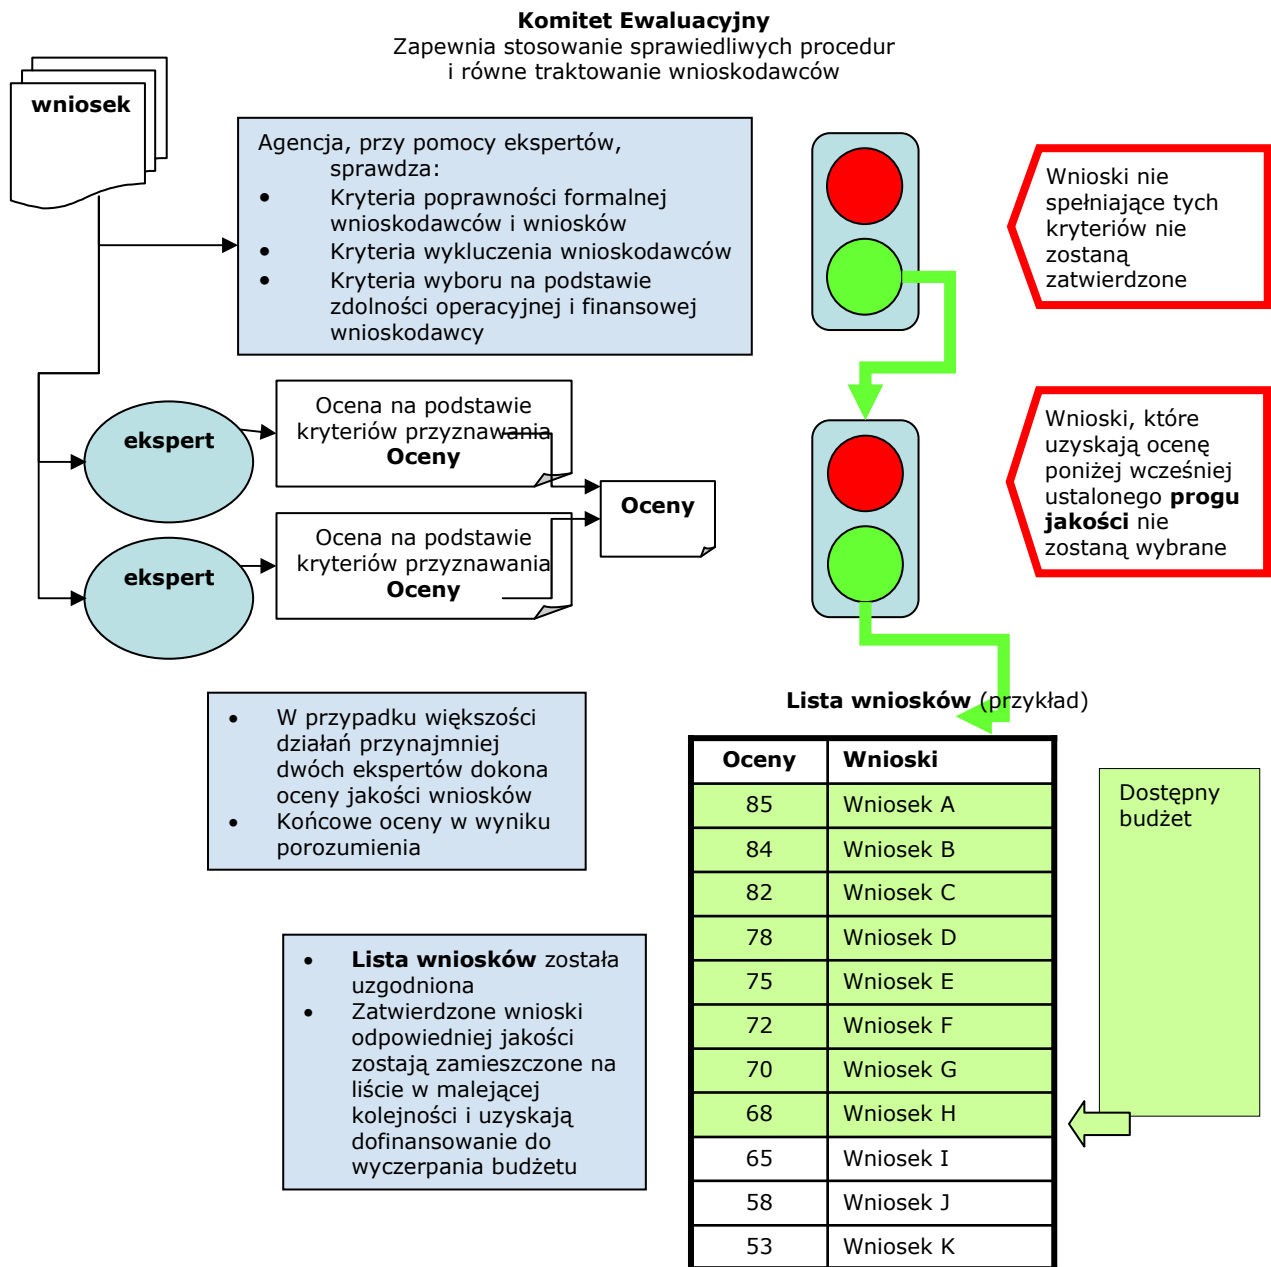 Komitet Ewaluacyjny
Zapewnia stosowanie sprawiedliwych procedur
i równe traktowanie wnioskodawców
wniosek
Agencja, przy pomocy ekspertów,
sprawdza:
• Kryteria poprawności formalnej
wnioskodawców i wniosków
• Kryteria wykluczenia wnioskodawców
• Kryteria wyboru na podstawie
zdolności operacyjnej i finansowej
wnioskodawcy
Wnioski nie
spełniające tych
kryteriów nie
zostaną
zatwierdzone
ekspert
Ocena na podstawie
kryteriów przyznawania
Oceny
ekspert
Ocena na podstawie
kryteriów przyznawania
Oceny
Oceny
Wnioski, które
uzyskają ocenę
poniżej wcześniej
ustalonego progu
jakości nie
zostaną wybrane
• W przypadku większości
działań przynajmniej
dwóch ekspertów dokona
oceny jakości wniosków
• Końcowe oceny w wyniku
porozumienia
• Lista wniosków została
uzgodniona
• Zatwierdzone wnioski
odpowiedniej jakości
zostają zamieszczone na
liście w malejącej
kolejności i uzyskają
dofinansowanie do
wyczerpania budżetu
Lista wniosków (przykład)
Oceny Wnioski
85 Wniosek A
84 Wniosek B
82 Wniosek C
78 Wniosek D
75 Wniosek E
72 Wniosek F
70 Wniosek G
68 Wniosek H
65 Wniosek I
58 Wniosek J
53 Wniosek K
Dostępny
budżet